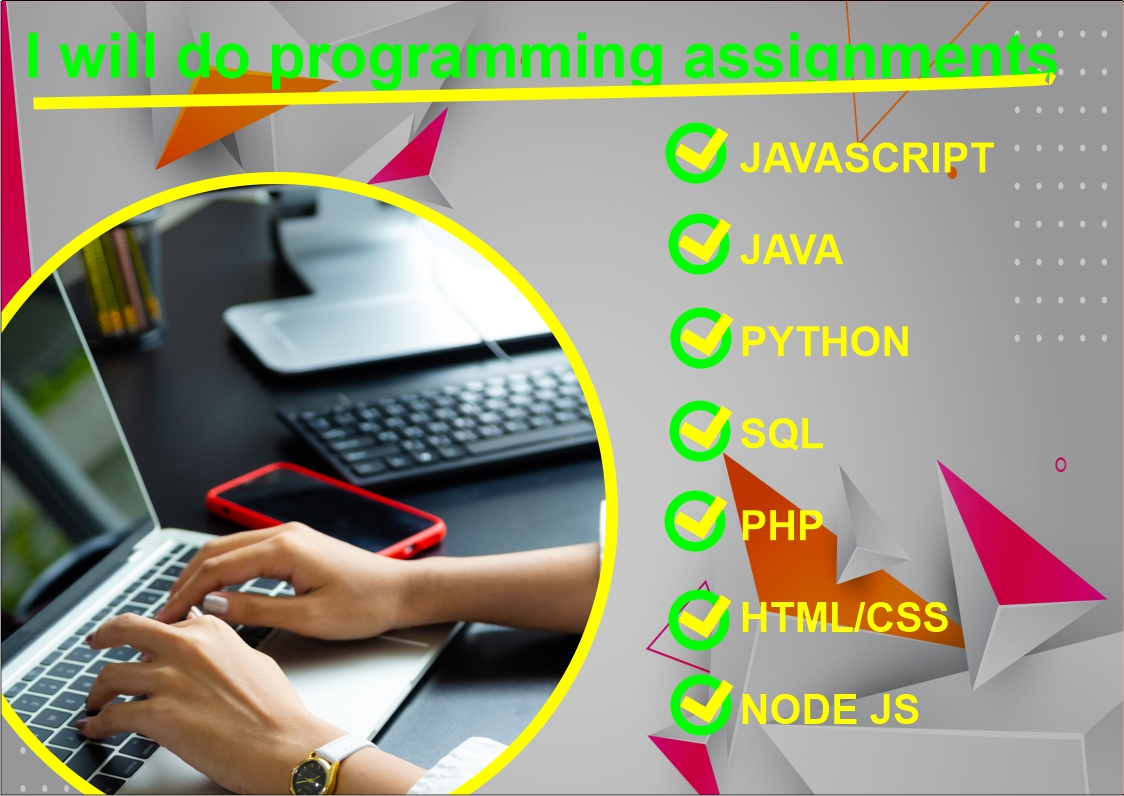 I will do programming assignments
JAVASCRIPT
JAVA
PYTHON
SQL
PHP
HTML/CSS
NODE JS